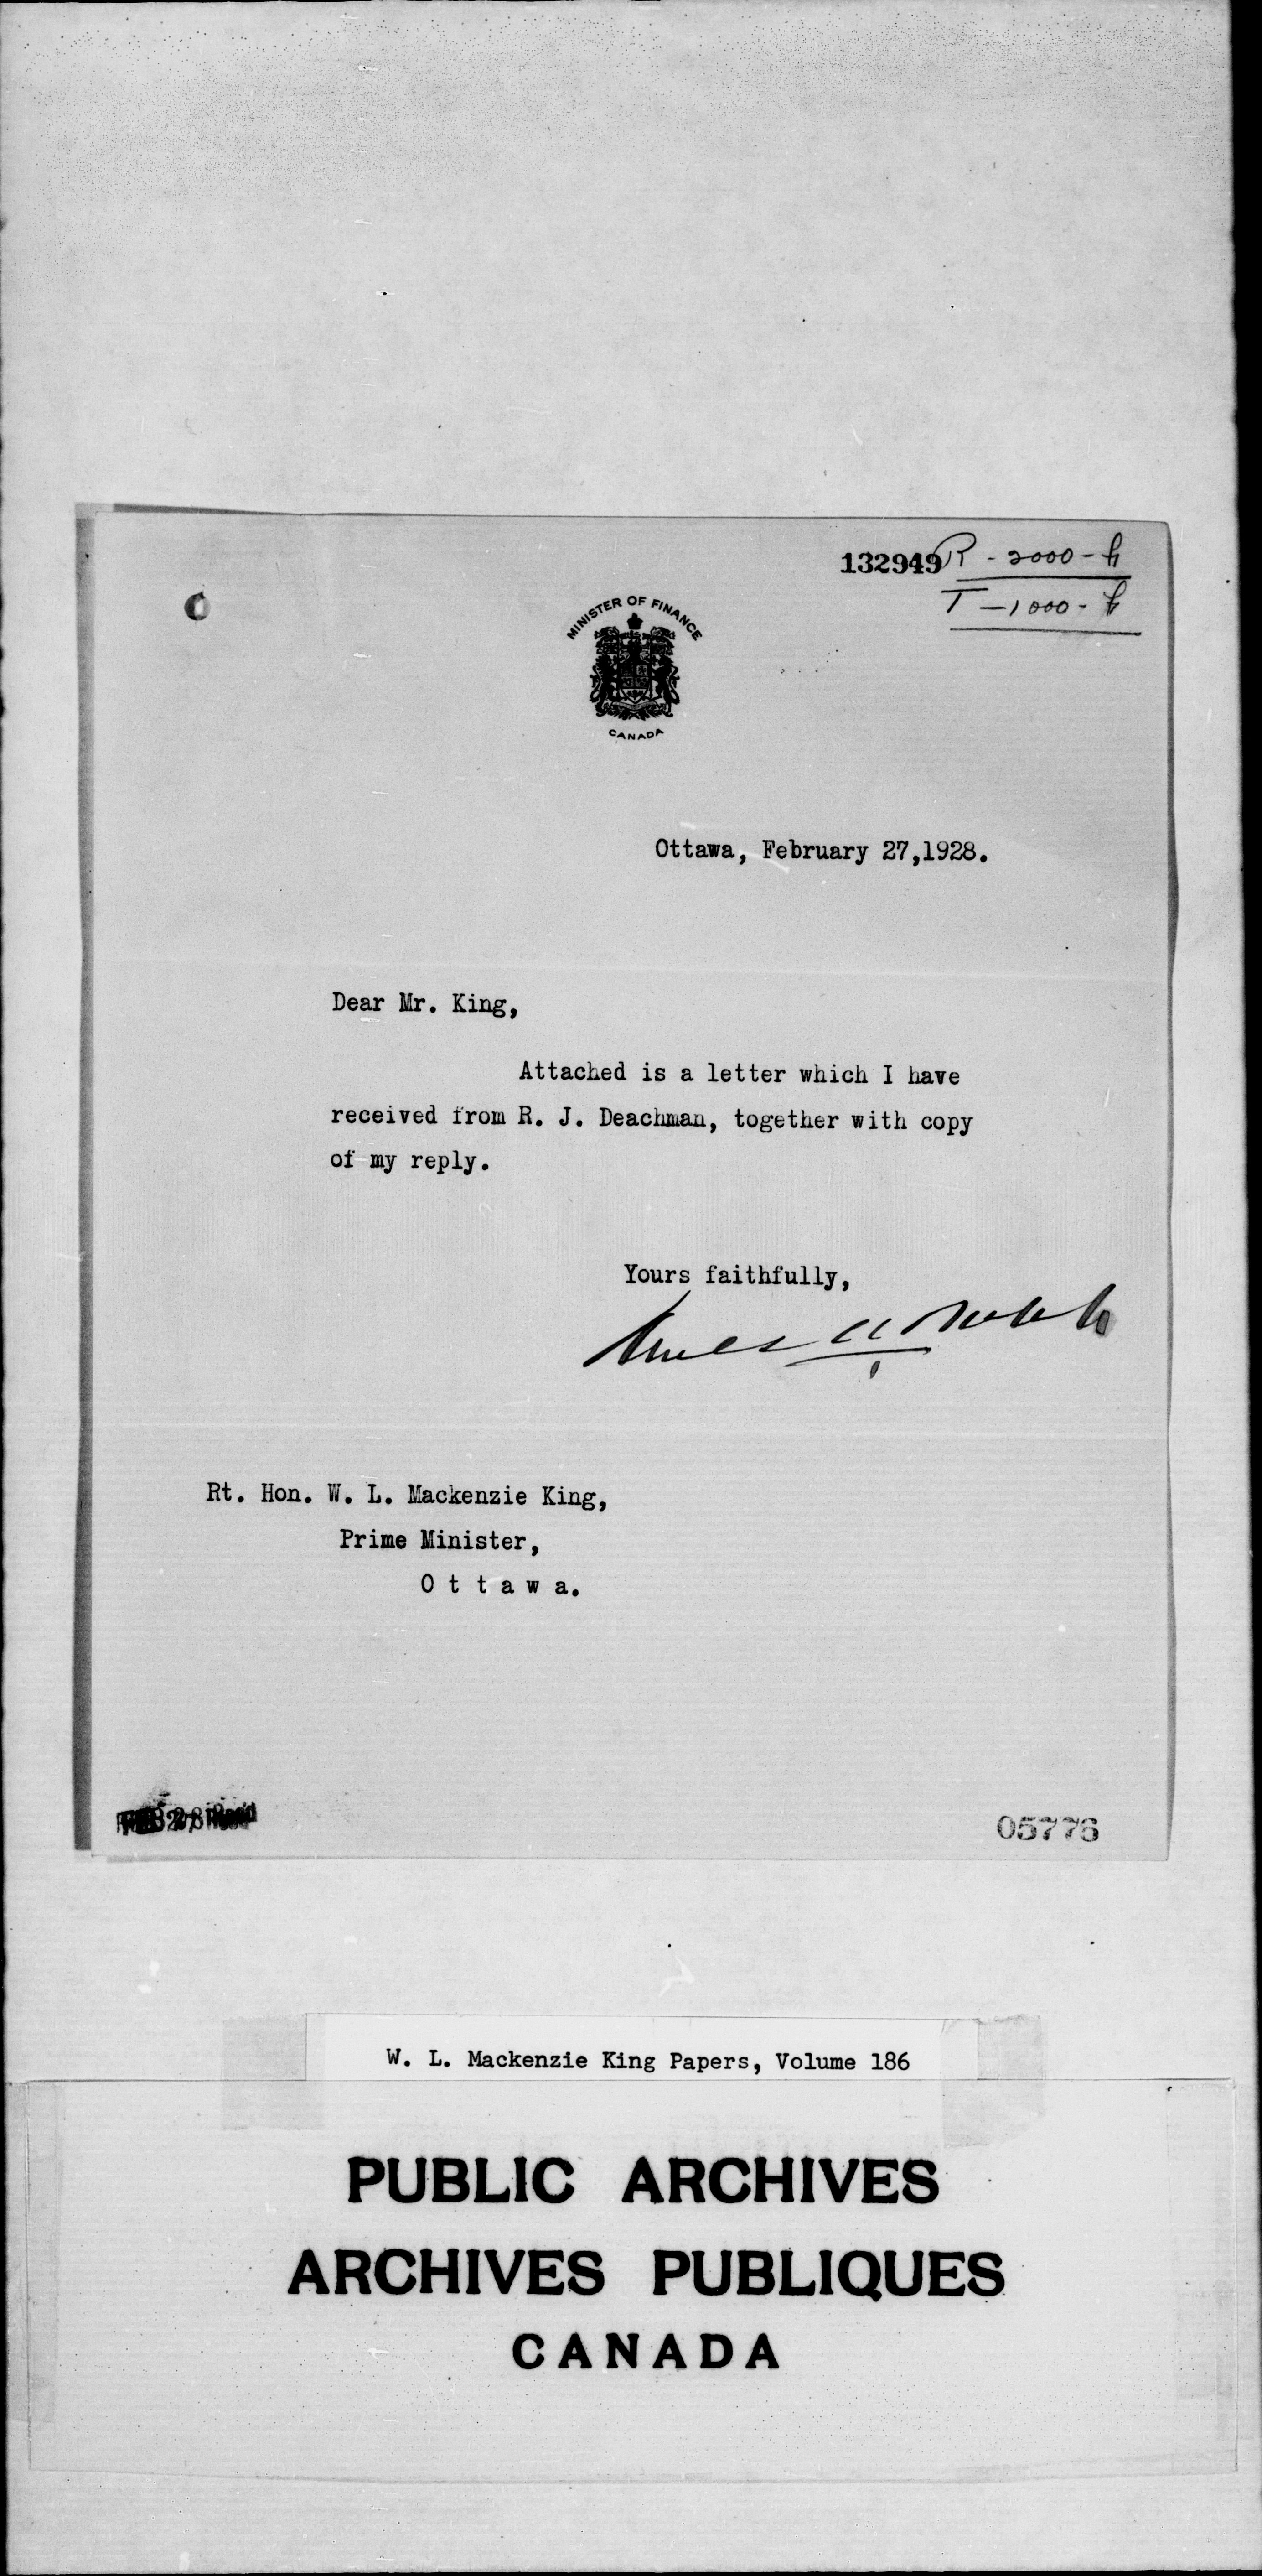 132949 R - 2000 - h
T - 1000 - h
MINISTER OF FINANCE
CANADA
Ottawa, February 27,1928.
Dear Mr. King,
Attached is a letter which I have
received from R. J. Deachman, together with copy
of my reply.
Yours faithfully,
Rt. Hon. W. L. Mackenzie King,
Prime Minister,
O t t a w a.
05776
W. L. Mackenzie King Papers, Volume 186
PUBLIC ARCHIVES
ARCHIVES PUBLIQUES
CANADA